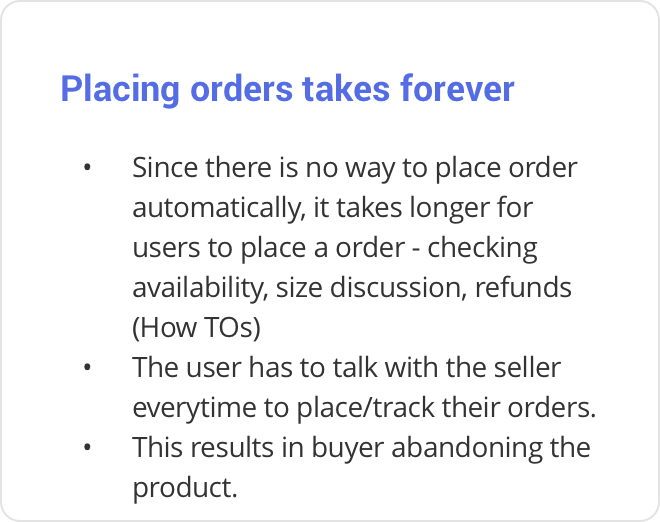 Placing orders takes forever
• Since there is no way to place order
automatically, it takes longer for
users to place a order - checking
availability, size discussion, refunds
(How TOs)
• The user has to talk with the seller
everytime to place/track their orders.
• This results in buyer abandoning the
product.